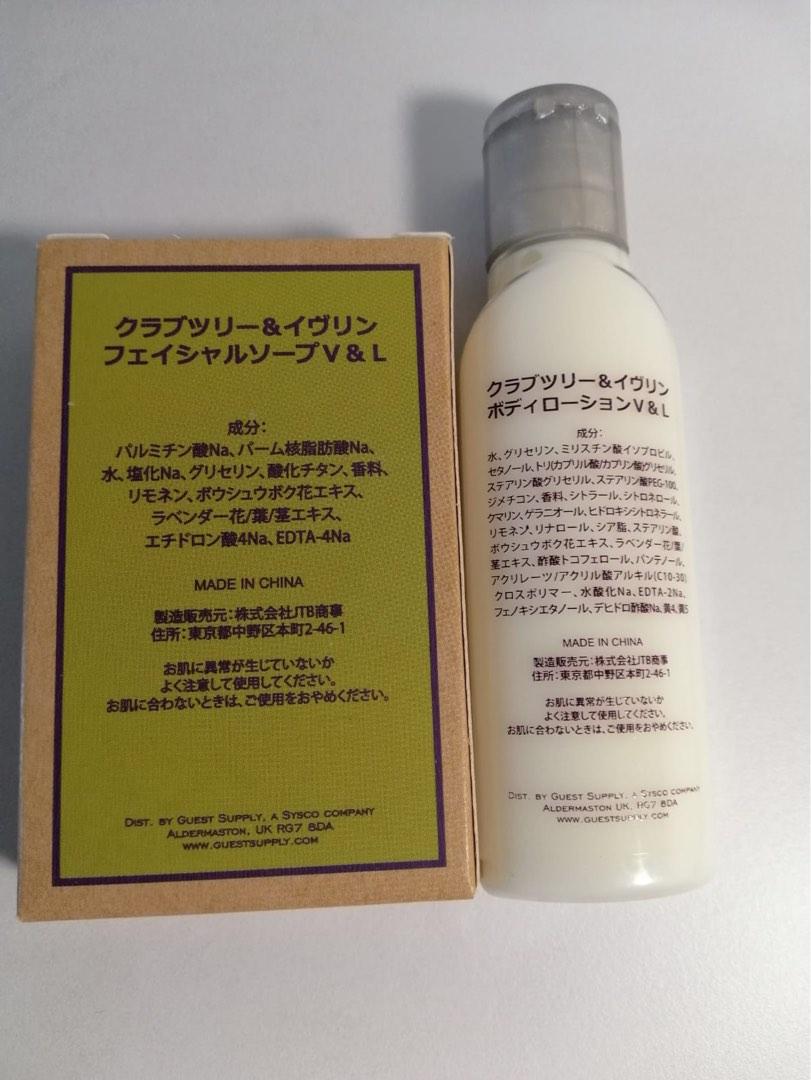 クラブツリー&イヴリン
フェイシャルソープV & L
成分:
パルミチン酸Na、パーム核脂肪酸Na、
水、塩化Na、グリセリン、酸化チタン、香料、
リモネン、ボウシュウボク花エキス、
ラベンダー花/葉/茎エキス、
エチドロン酸4Na、EDTA-4Na
MADE IN CHINA
製造販売元:株式会社JTB商事
住所:東京都中野区本町2-46-1
お肌に異常が生じていないか
よく注意して使用してください。
お肌に合わないときは、ご使用をおやめください。
DIST. BY GUEST SUPPLY, A SYSCO COMPANY
ALDERMASTON, UK RG7 8DA
WWW.GUESTSUPPLY.COM
クラブツリー&イヴリン
ボディローションV & L
成分:
水、グリセリン、ミリスチン酸イソプロピル、
セタノール、トリ(カプリル酸/カプリン酸)グリセリル、
ステアリン酸グリセリル、ステアリン酸PEG-100、
ジメチコン、香料、シトラール、シトロネロール、
クマリン、ゲラニオール、ヒドロキシシトロネラール、
リモネン、リナロール、シア脂、ステアリン酸、
ボウシュウボク花エキス、ラベンダー花/葉/
茎エキス、酢酸トコフェロール、パンテノール、
アクリレーツ/アクリル酸アルキル(C10-30)
クロスポリマー、水酸化Na、EDTA-2Na、
フェノキシエタノール、デヒドロ酢酸Na、黄4、黄5
MADE IN CHINA
製造販売元:株式会社JTB商事
住所:東京都中野区本町2-46-1
お肌に異常が生じていないか
よく注意して使用してください。
お肌に合わないときは、ご使用をおやめください。
DIST. BY GUEST SUPPLY, A SYSCO COMPANY
ALDERMASTON UK, RG7 8DA
WWW.GUESTSUPPLY.COM